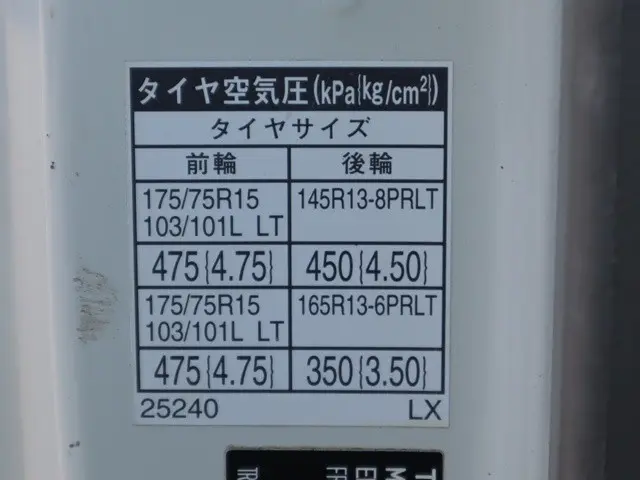 タイヤ空気圧(kPa{kg/cm²})
タイヤサイズ
前輪 後輪
175/75R15 145R13-8PRLT
103/101L LT
475{4.75} 450{4.50}
175/75R15 165R13-6PRLT
103/101L LT
475{4.75} 350{3.50}
25240 LX